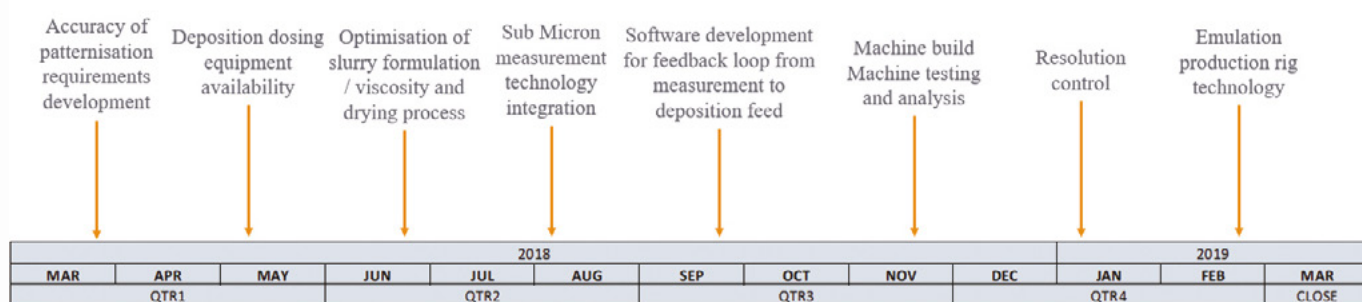 Accuracy of
patternisation
requirements
development
Deposition dosing
equipment
availability
Optimisation of
slurry formulation
/ viscosity and
drying process
Sub Micron
measurement
technology
integration
Software development
for feedback loop from
measurement to
deposition feed
Machine build
Machine testing
and analysis
Resolution
control
Emulation
production rig
technology
2018 2019
MAR APR MAY JUN JUL AUG SEP OCT NOV DEC JAN FEB MAR
QTR1 QTR2 QTR3 QTR4 CLOSE